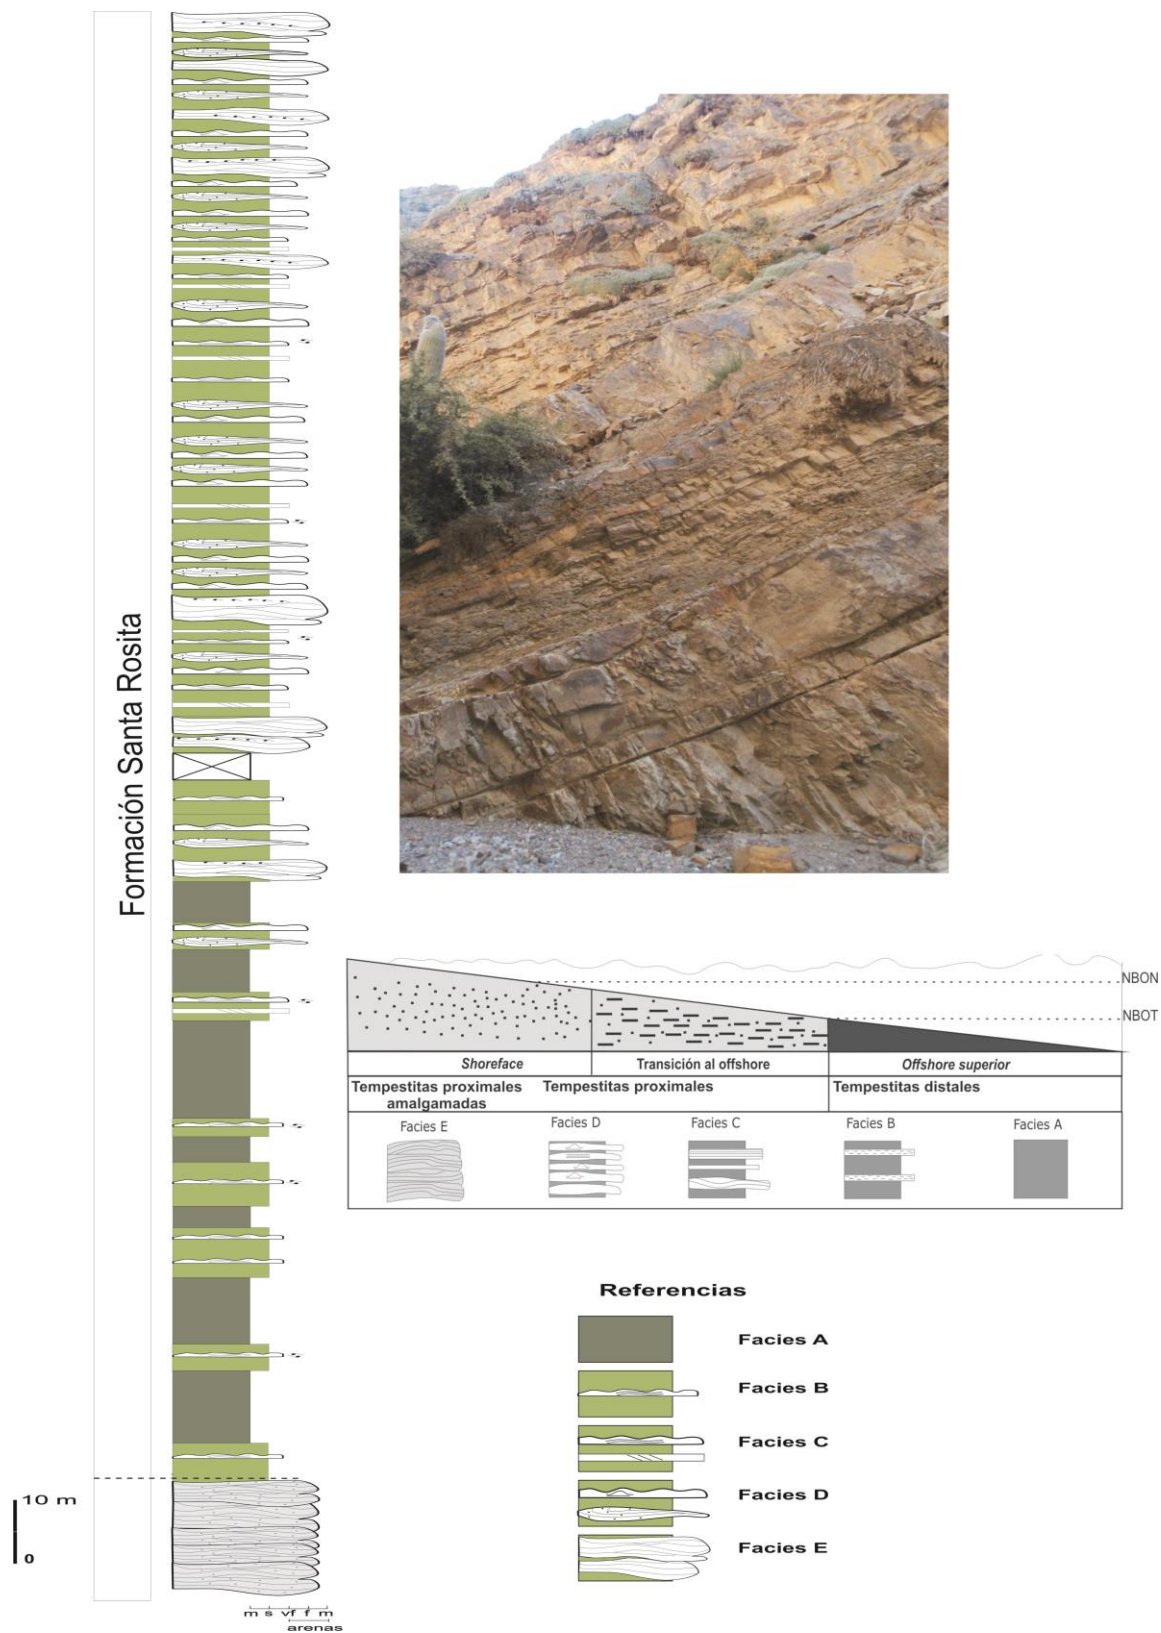 Formación Santa Rosita
10 m
0
m s vf f m
arenas
NBON
NBOT
Shoreface Transición al offshore Offshore superior
Tempestitas proximales amalgamadas Tempestitas proximales Tempestitas distales
Facies E Facies D Facies C Facies B Facies A
Referencias
Facies A
Facies B
Facies C
Facies D
Facies E